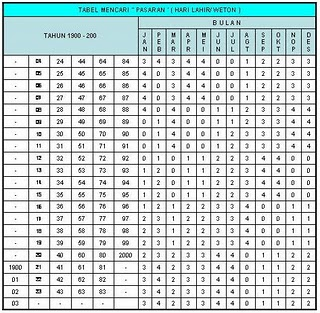 TABEL MENCARI " PASARAN " ( HARI LAHIR/WETON )
TAHUN 1900 - 200
BULAN
JAN PEB MAR APR MEI JUN JUL AGT SEP OKT NOP DES
- 04 24 44 64 84 3 4 3 4 4 0 0 1 2 2 3 3
- 05 25 45 65 85 4 0 3 4 4 0 0 1 2 2 3 3
- 06 26 46 66 86 4 0 3 4 4 0 0 1 2 2 3 3
- 07 27 47 67 87 4 0 3 4 4 0 0 1 2 2 3 3
- 08 28 48 68 88 4 0 4 0 0 1 1 2 3 3 4 4
- 09 29 49 69 89 0 1 4 0 0 1 1 2 3 3 4 4
- 10 30 50 70 90 0 1 4 0 0 1 1 2 3 3 4 4
- 11 31 51 71 91 0 1 4 0 0 1 1 2 3 3 4 4
- 12 32 52 72 92 0 1 0 1 1 2 2 3 4 4 0 0
- 13 33 53 73 93 1 2 0 1 1 2 2 3 4 4 0 0
- 14 34 54 74 94 1 2 0 1 1 2 2 3 4 4 0 0
- 15 35 55 75 95 1 2 0 1 1 2 2 3 4 4 0 0
- 16 36 56 76 96 1 2 1 2 2 3 3 4 0 0 1 1
- 17 37 57 77 97 2 3 1 2 2 3 3 4 0 0 1 1
- 18 38 58 78 98 2 3 1 2 2 3 3 4 0 0 1 1
- 19 39 59 79 99 2 3 1 2 2 3 3 4 0 0 1 1
- 20 40 60 80 2000 2 3 2 3 3 4 4 0 1 1 2 2
1900 21 41 61 81 - 3 4 2 3 3 4 4 0 1 1 2 2
01 22 42 62 82 - 3 4 2 3 3 4 4 0 1 1 2 2
02 23 43 63 83 - 3 4 2 3 3 4 4 0 1 1 2 2
03 - - - - - 3 4 2 3 3 4 4 0 1 1 2 2